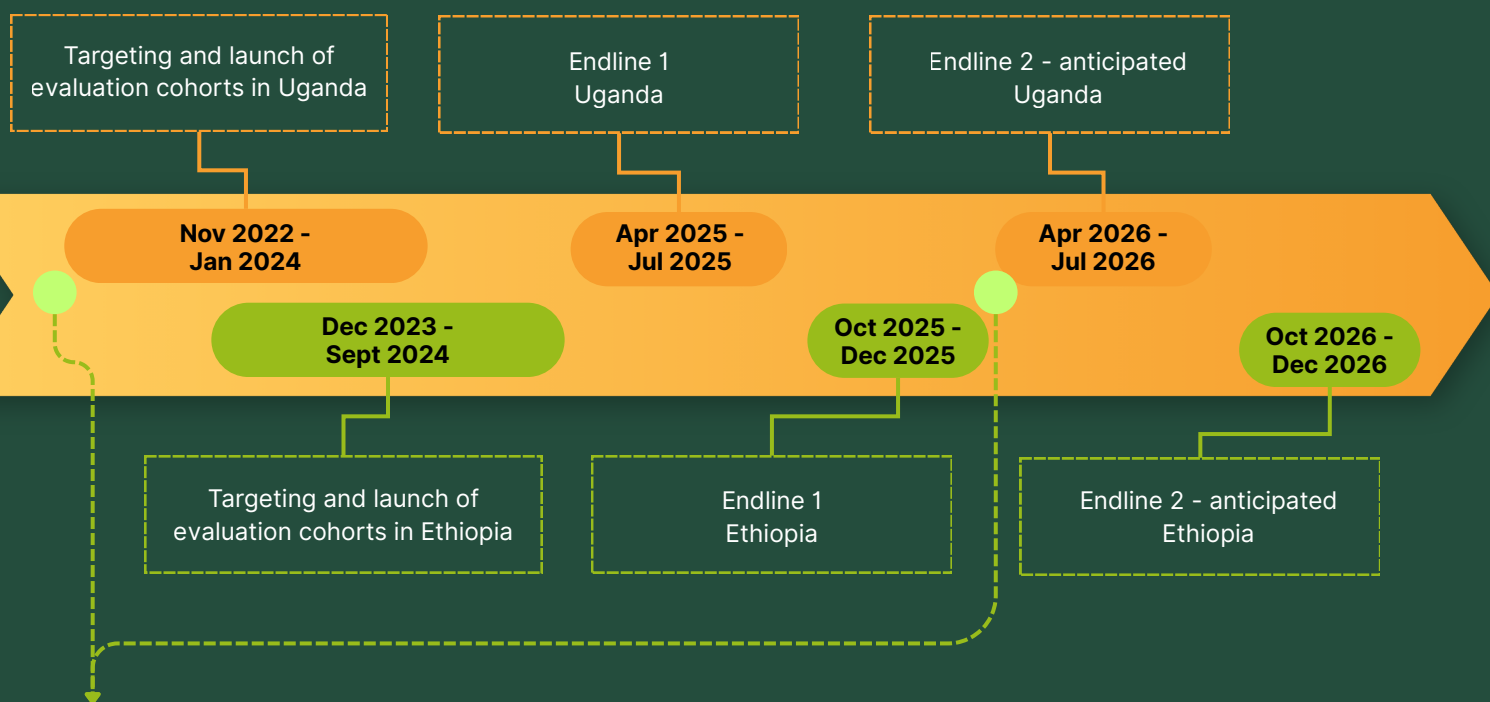 Targeting and launch of
evaluation cohorts in Uganda
Endline 1
Uganda
Endline 2 - anticipated
Uganda
Nov 2022 -
Jan 2024
Apr 2025 -
Jul 2025
Apr 2026 -
Jul 2026
Dec 2023 -
Sept 2024
Oct 2025 -
Dec 2025
Oct 2026 -
Dec 2026
Targeting and launch of
evaluation cohorts in Ethiopia
Endline 1
Ethiopia
Endline 2 - anticipated
Ethiopia